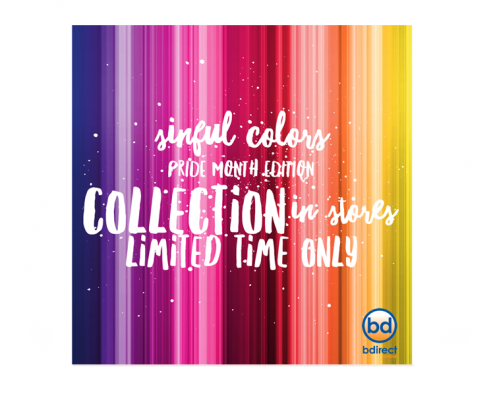 sinful colors
PRIDE MONTH EDITION
COLLECTION in stores
LIMITED TIME ONLY
bd
bdirect